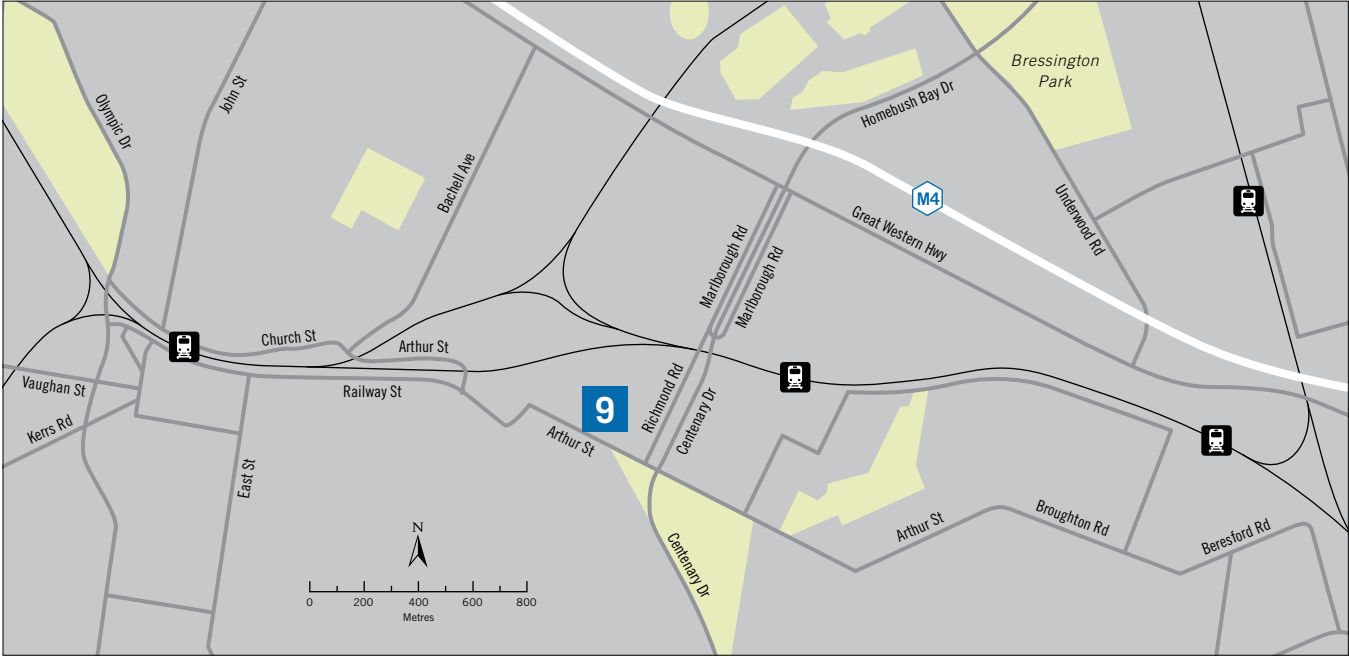 Bressington
Park
Olympic Dr
John St
Homebush Bay Dr
Bachell Ave
M4
Underwood Rd
Great Western Hwy
Marlborough Rd
Marlborough Rd
Church St
Arthur St
Vaughan St
Railway St
Kerrs Rd
9
Richmond Rd
Centenary Dr
Arthur St
East St
N
Arthur St
Broughton Rd
Beresford Rd
Centenary Dr
0 200 400 600 800
Metres